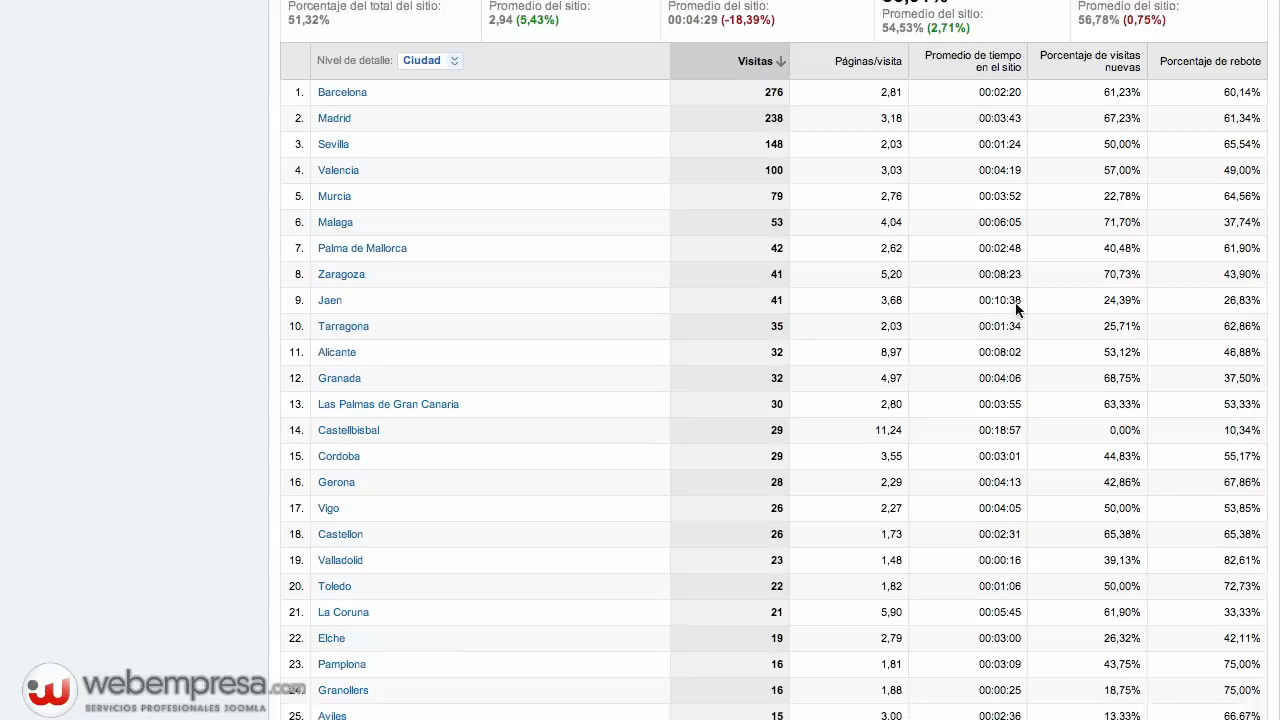 Porcentaje del total del sitio:
51,32%
Promedio del sitio:
2,94 (5,43%)
Promedio del sitio:
00:04:29 (-18,39%)
Promedio del sitio:
54,53% (2,71%)
Promedio del sitio:
56,78% (0,75%)
Nivel de detalle: Ciudad
Visitas
Páginas/visita
Promedio de tiempo
en el sitio
Porcentaje de visitas
nuevas
Porcentaje de rebote
1. Barcelona 276 2,81 00:02:20 61,23% 60,14%
2. Madrid 238 3,18 00:03:43 67,23% 61,34%
3. Sevilla 148 2,03 00:01:24 50,00% 65,54%
4. Valencia 100 3,03 00:04:19 57,00% 49,00%
5. Murcia 79 2,76 00:03:52 22,78% 64,56%
6. Malaga 53 4,04 00:06:05 71,70% 37,74%
7. Palma de Mallorca 42 2,62 00:02:48 40,48% 61,90%
8. Zaragoza 41 5,20 00:08:23 70,73% 43,90%
9. Jaen 41 3,68 00:10:38 24,39% 26,83%
10. Tarragona 35 2,03 00:01:34 25,71% 62,86%
11. Alicante 32 8,97 00:08:02 53,12% 46,88%
12. Granada 32 4,97 00:04:06 68,75% 37,50%
13. Las Palmas de Gran Canaria 30 2,80 00:03:55 63,33% 53,33%
14. Castellbisbal 29 11,24 00:18:57 0,00% 10,34%
15. Cordoba 29 3,55 00:03:01 44,83% 55,17%
16. Gerona 28 2,29 00:04:13 42,86% 67,86%
17. Vigo 26 2,27 00:04:05 50,00% 53,85%
18. Castellon 26 1,73 00:02:31 65,38% 65,38%
19. Valladolid 23 1,48 00:00:16 39,13% 82,61%
20. Toledo 22 1,82 00:01:06 50,00% 72,73%
21. La Coruna 21 5,90 00:05:45 61,90% 33,33%
22. Elche 19 2,79 00:03:00 26,32% 42,11%
23. Pamplona 16 1,81 00:03:09 43,75% 75,00%
24. Granollers 16 1,88 00:00:25 18,75% 75,00%
25. Aviles 15 3,00 00:02:36 13,33% 66,67%
webempresa.com
SERVICIOS PROFESIONALES JOOMLA